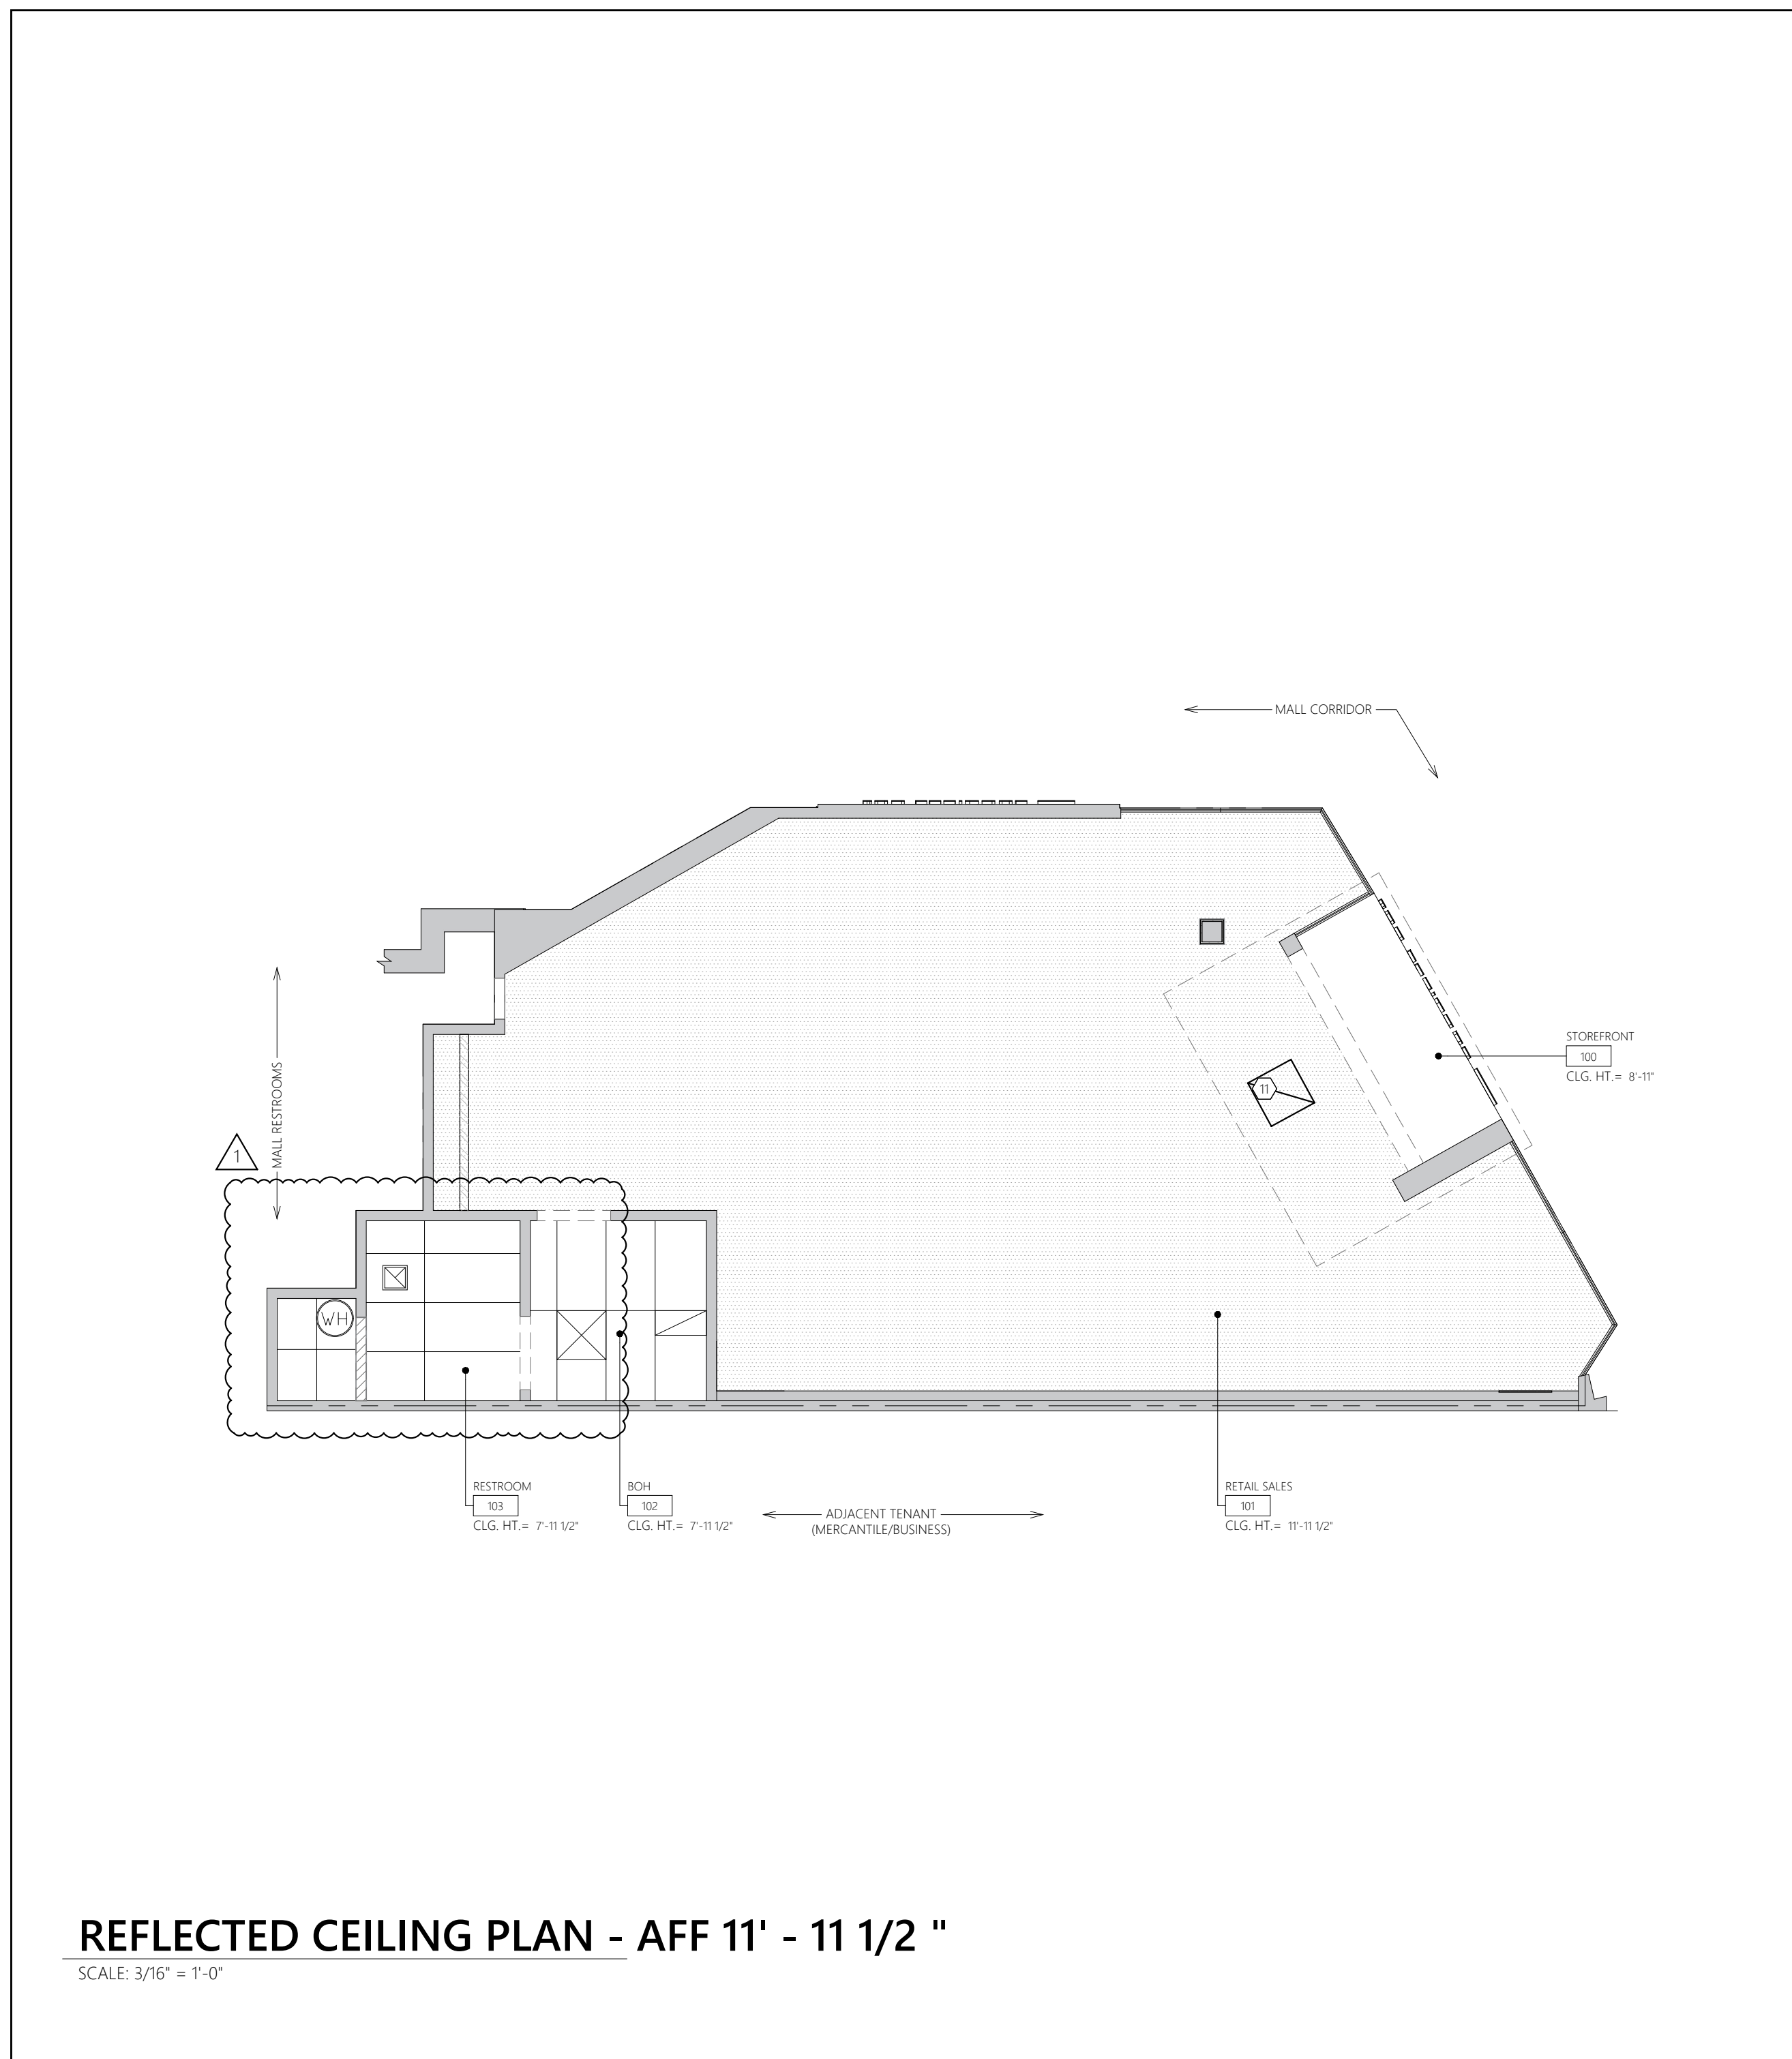 MALL CORRIDOR
STOREFRONT
100
CLG. HT.= 8'-11"
MALL RESTROOMS
11
1
WH
RESTROOM
103
CLG. HT.= 7'-11 1/2"
BOH
102
CLG. HT.= 7'-11 1/2"
ADJACENT TENANT
(MERCANTILE/BUSINESS)
RETAIL SALES
101
CLG. HT.= 11'-11 1/2"
REFLECTED CEILING PLAN - AFF 11' - 11 1/2 "
SCALE: 3/16" = 1'-0"